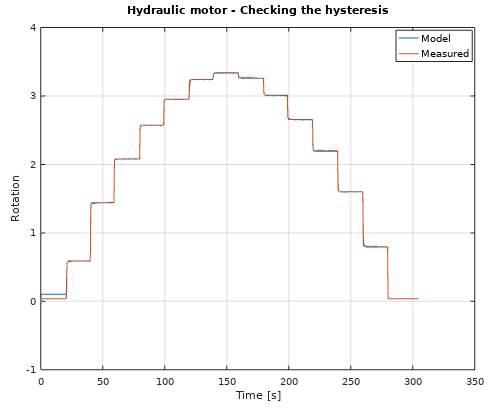 Hydraulic motor - Checking the hysteresis
Model
Measured
Rotation
4
3
2
1
0
-1
0 50 100 150 200 250 300 350
Time [s]